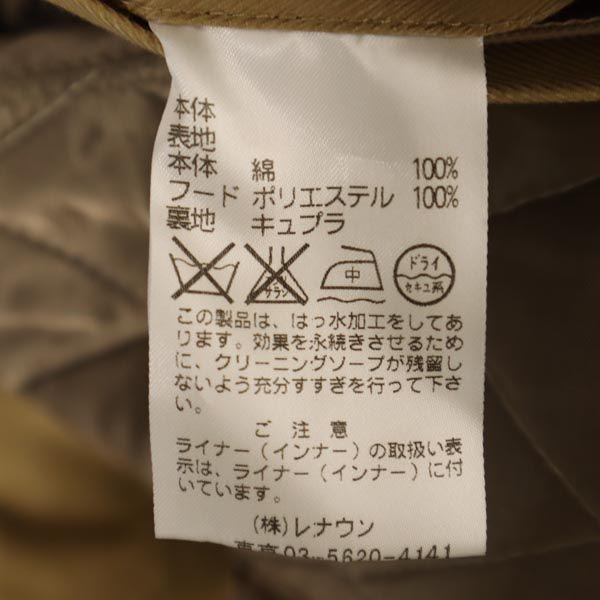 本体
表地
本体 綿 100%
フード ポリエステル 100%
裏地 キュプラ
中 ドライ セキユ系
この製品は、はっ水加工をしてあ
ります。効果を永続きさせるため
に、クリーニングソープが残留し
ないよう充分すすぎを行って下さ
い。
ご 注 意
ライナー(インナー)の取扱い表
示は、ライナー(インナー)に付
いています。
(株)レナウン
東京03-5620-4141